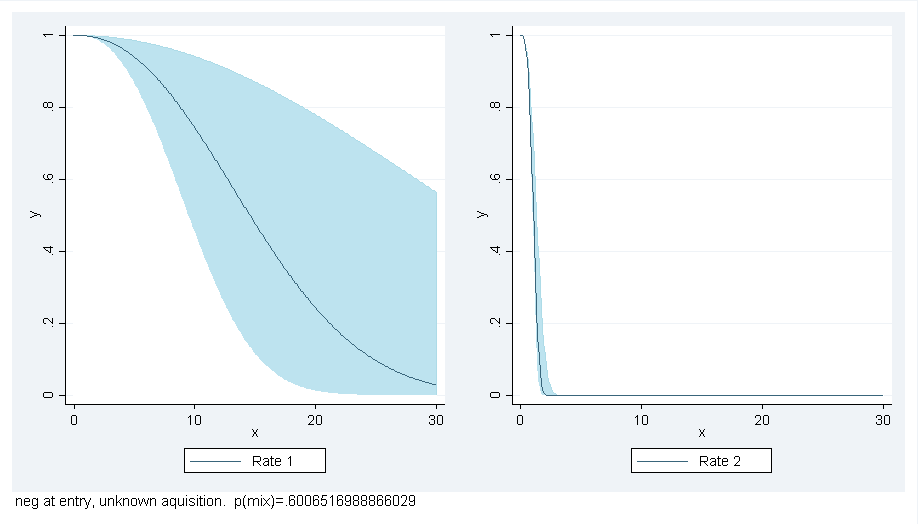 1
.8
.6
.4
.2
0
y
0 10 20 30
x
Rate 1
1
.8
.6
.4
.2
0
y
0 10 20 30
x
Rate 2
neg at entry, unknown aquisition. p(mix)=.6006516988866029